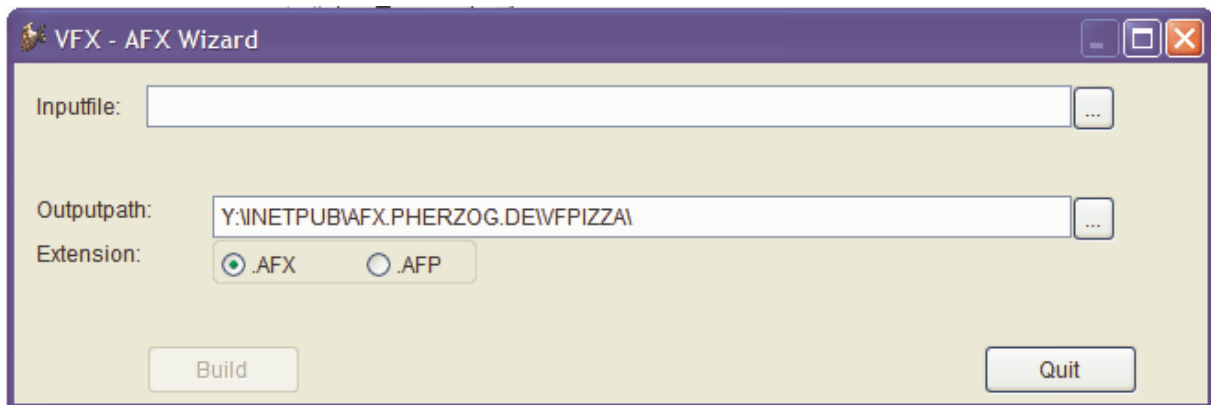 VFX - AFX Wizard
Inputfile:
...
Outputpath:
Y:\INETPUB\AFX.PHERZOG.DE\VFPIZZA\
...
Extension:
.AFX .AFP
Build Quit